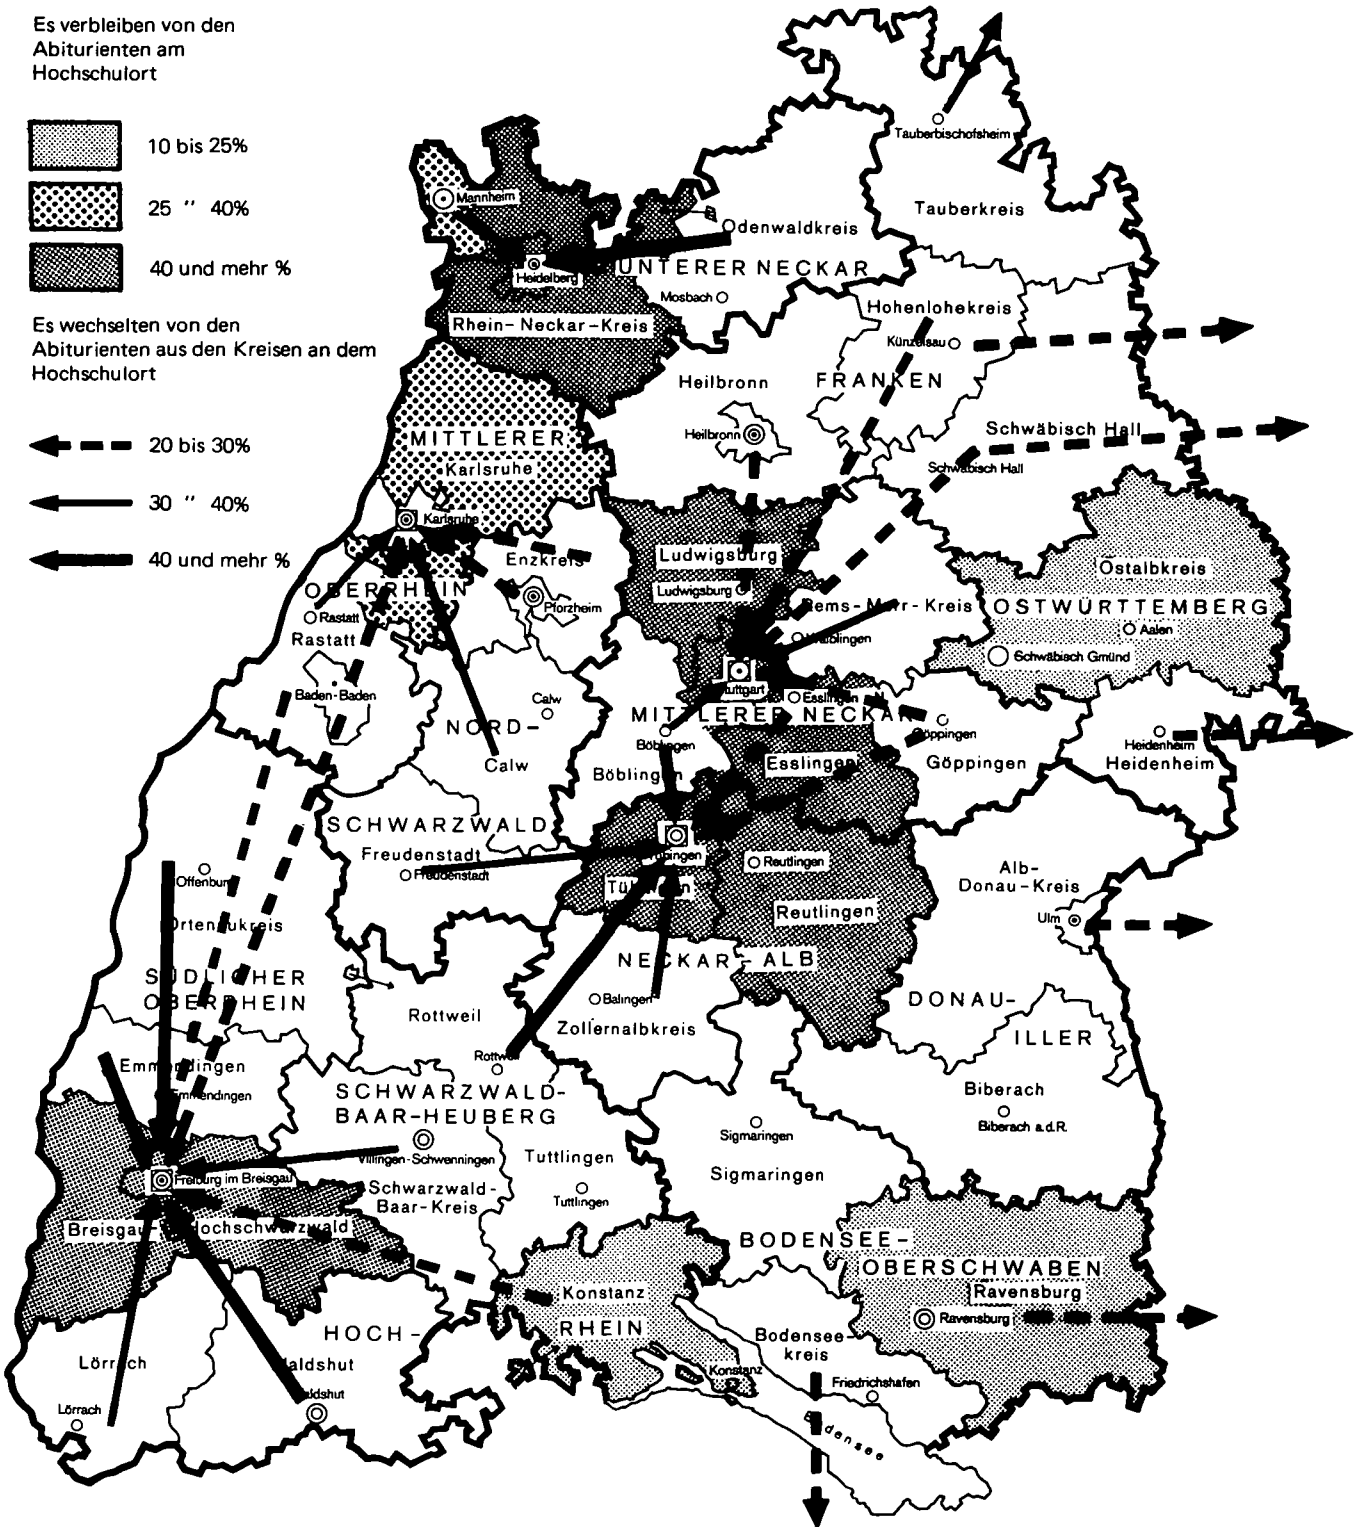 Es verbleiben von den
Abiturienten am
Hochschulort
10 bis 25%
25 " 40%
40 und mehr %
Es wechselten von den
Abiturienten aus den Kreisen an dem
Hochschulort
20 bis 30%
30 " 40%
40 und mehr %
Tauberbischofsheim
Tauberkreis
Mannheim
Odenwaldkreis
Heidelberg
UNTERER NECKAR
Mosbach
Rhein-Neckar-Kreis
Hohenlohekreis
Künzelsau
Heilbronn
FRANKEN
Heilbronn
Schwäbisch Hall
Schwäbisch Hall
MITTLERER
Karlsruhe
Karlsruhe
OBERRHEIN
Enzkreis
Pforzheim
Rastatt
Rastatt
Baden-Baden
Ludwigsburg
Ludwigsburg
Rems-Murr-Kreis
Waiblingen
Ostalbkreis
OSTWÜRTTEMBERG
Aalen
Schwäbisch Gmünd
Stuttgart
Esslingen
MITTLERER NECKAR
Böblingen
Böblingen
Esslingen
Göppingen
Göppingen
Heidenheim
Heidenheim
Calw
NORD-
Calw
SCHWARZWALD
Freudenstadt
Freudenstadt
Tübingen
Tübingen
Reutlingen
Reutlingen
NECKAR-ALB
Balingen
Zollernalbkreis
Alb-
Donau-Kreis
Ulm
DONAU-
ILLER
Offenburg
Ortenaukreis
SÜDLICHER
OBERRHEIN
Rottweil
Rottweil
Emmendingen
Emmendingen
SCHWARZWALD-
BAAR-HEUBERG
Villingen-Schwenningen
Schwarzwald-
Baar-Kreis
Tuttlingen
Tuttlingen
Sigmaringen
Sigmaringen
Biberach
Biberach a.d.R.
Freiburg im Breisgau
Breisgau-Hochschwarzwald
BODENSEE-
OBERSCHWABEN
Ravensburg
Ravensburg
Konstanz
HOCH-
RHEIN
Waldshut
Waldshut
Lörrach
Lörrach
Konstanz
Bodensee-
kreis
Friedrichshafen
Bodensee